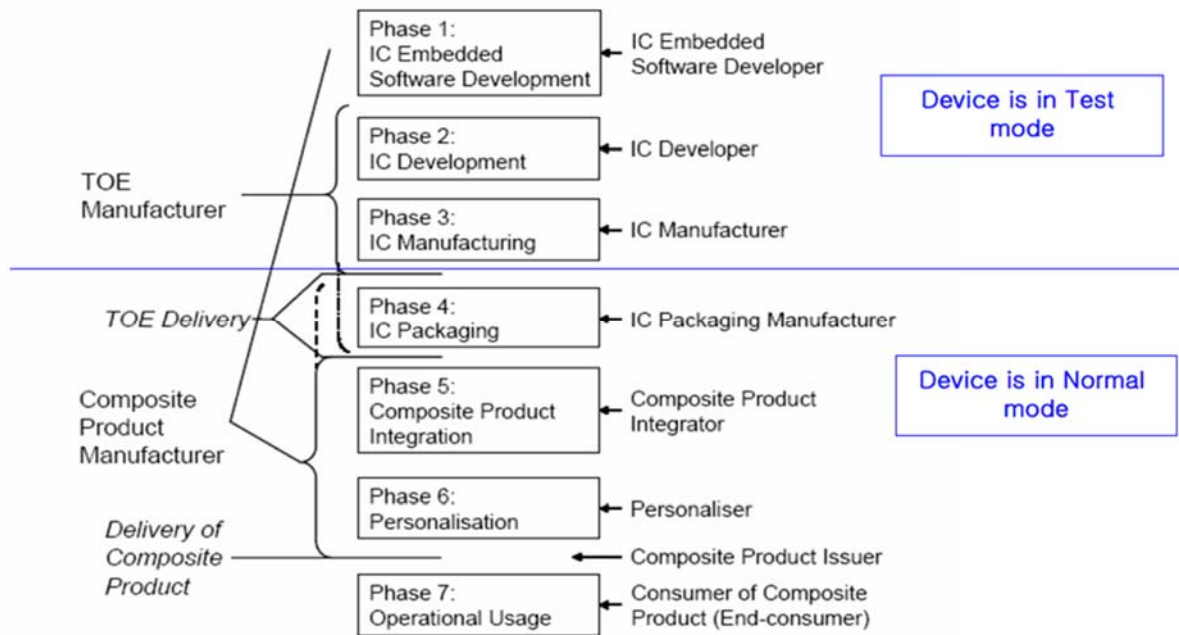 Phase 1:
IC Embedded
Software Development
IC Embedded
Software Developer
Device is in Test
mode
Phase 2:
IC Development
IC Developer
TOE
Manufacturer
Phase 3:
IC Manufacturing
IC Manufacturer
TOE Delivery
Phase 4:
IC Packaging
IC Packaging Manufacturer
Device is in Normal
mode
Composite
Product
Manufacturer
Phase 5:
Composite Product
Integration
Composite Product
Integrator
Phase 6:
Personalisation
Personaliser
Delivery of
Composite
Product
Composite Product Issuer
Phase 7:
Operational Usage
Consumer of Composite
Product (End-consumer)